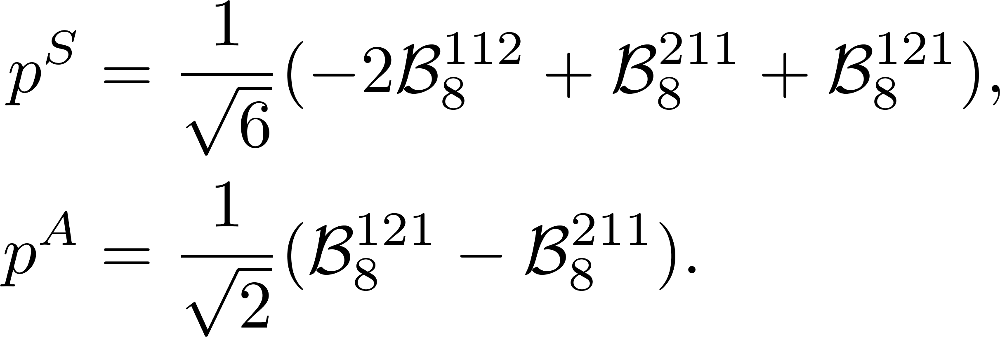 $p^S = \frac{1}{\sqrt{6}}(-2\mathcal{B}_8^{112} + \mathcal{B}_8^{211} + \mathcal{B}_8^{121}),$
$p^A = \frac{1}{\sqrt{2}}(\mathcal{B}_8^{121} - \mathcal{B}_8^{211}).$